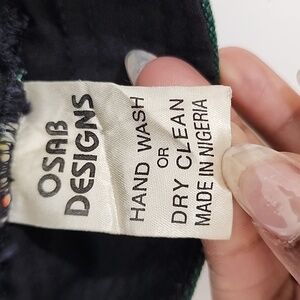 OSAB
DESIGNS
HAND WASH
OR
DRY CLEAN
MADE IN NIGERIA